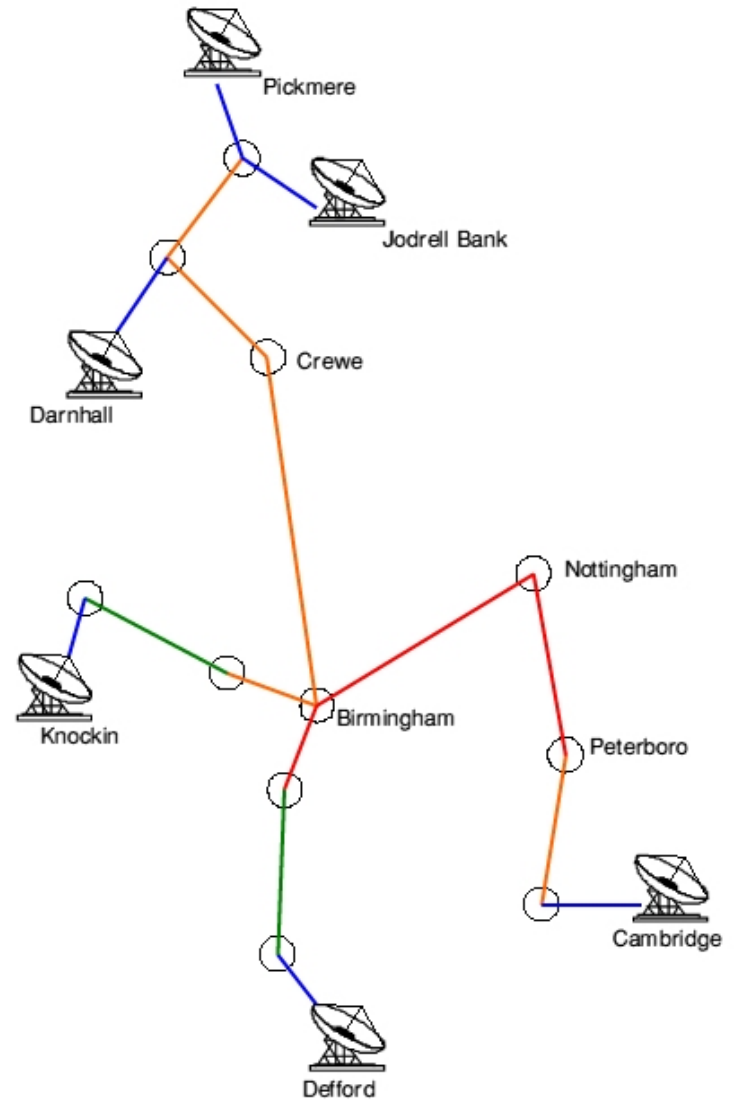 Pickmere
Jodrell Bank
Crewe
Darnhall
Nottingham
Birmingham
Knockin
Peterboro
Cambridge
Defford